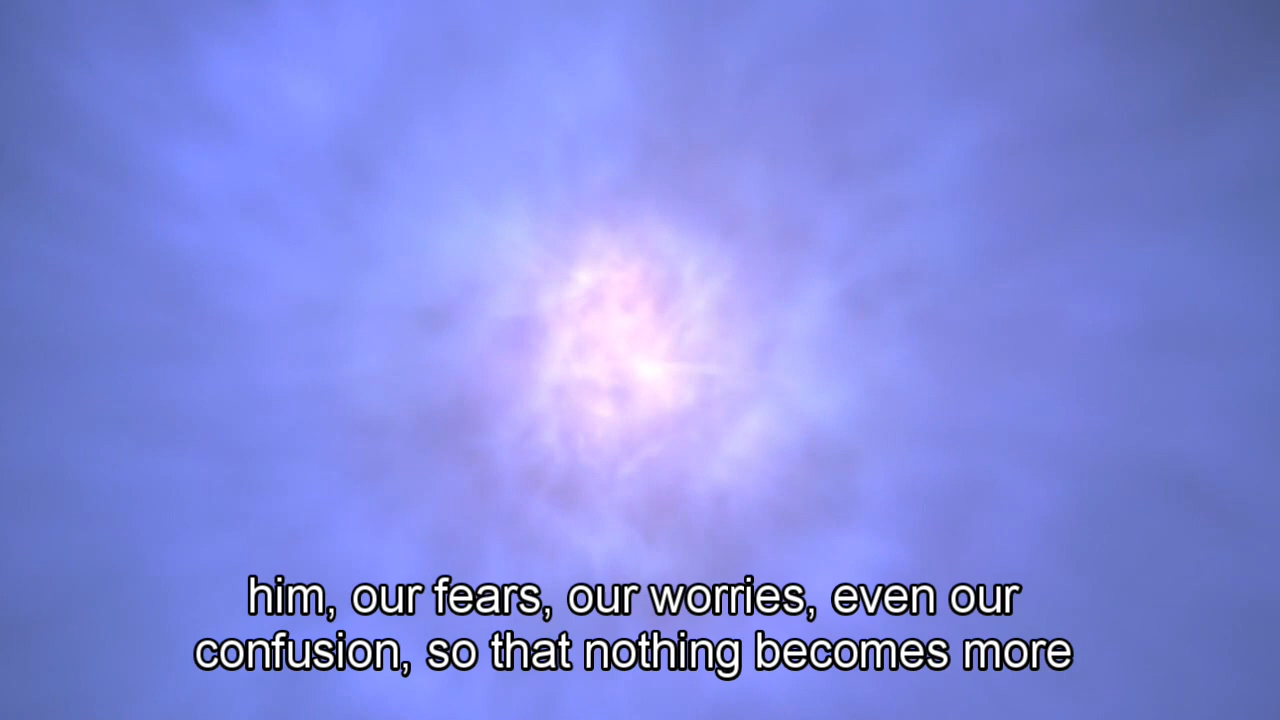 him, our fears, our worries, even our
confusion, so that nothing becomes more